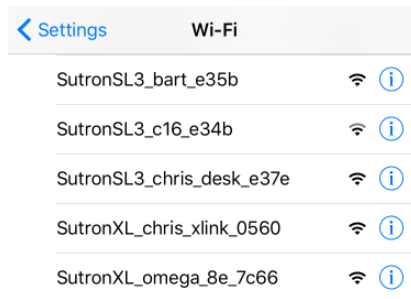 Settings Wi-Fi
SutronSL3_bart_e35b
SutronSL3_c16_e34b
SutronSL3_chris_desk_e37e
SutronXL_chris_xlink_0560
SutronXL_omega_8e_7c66